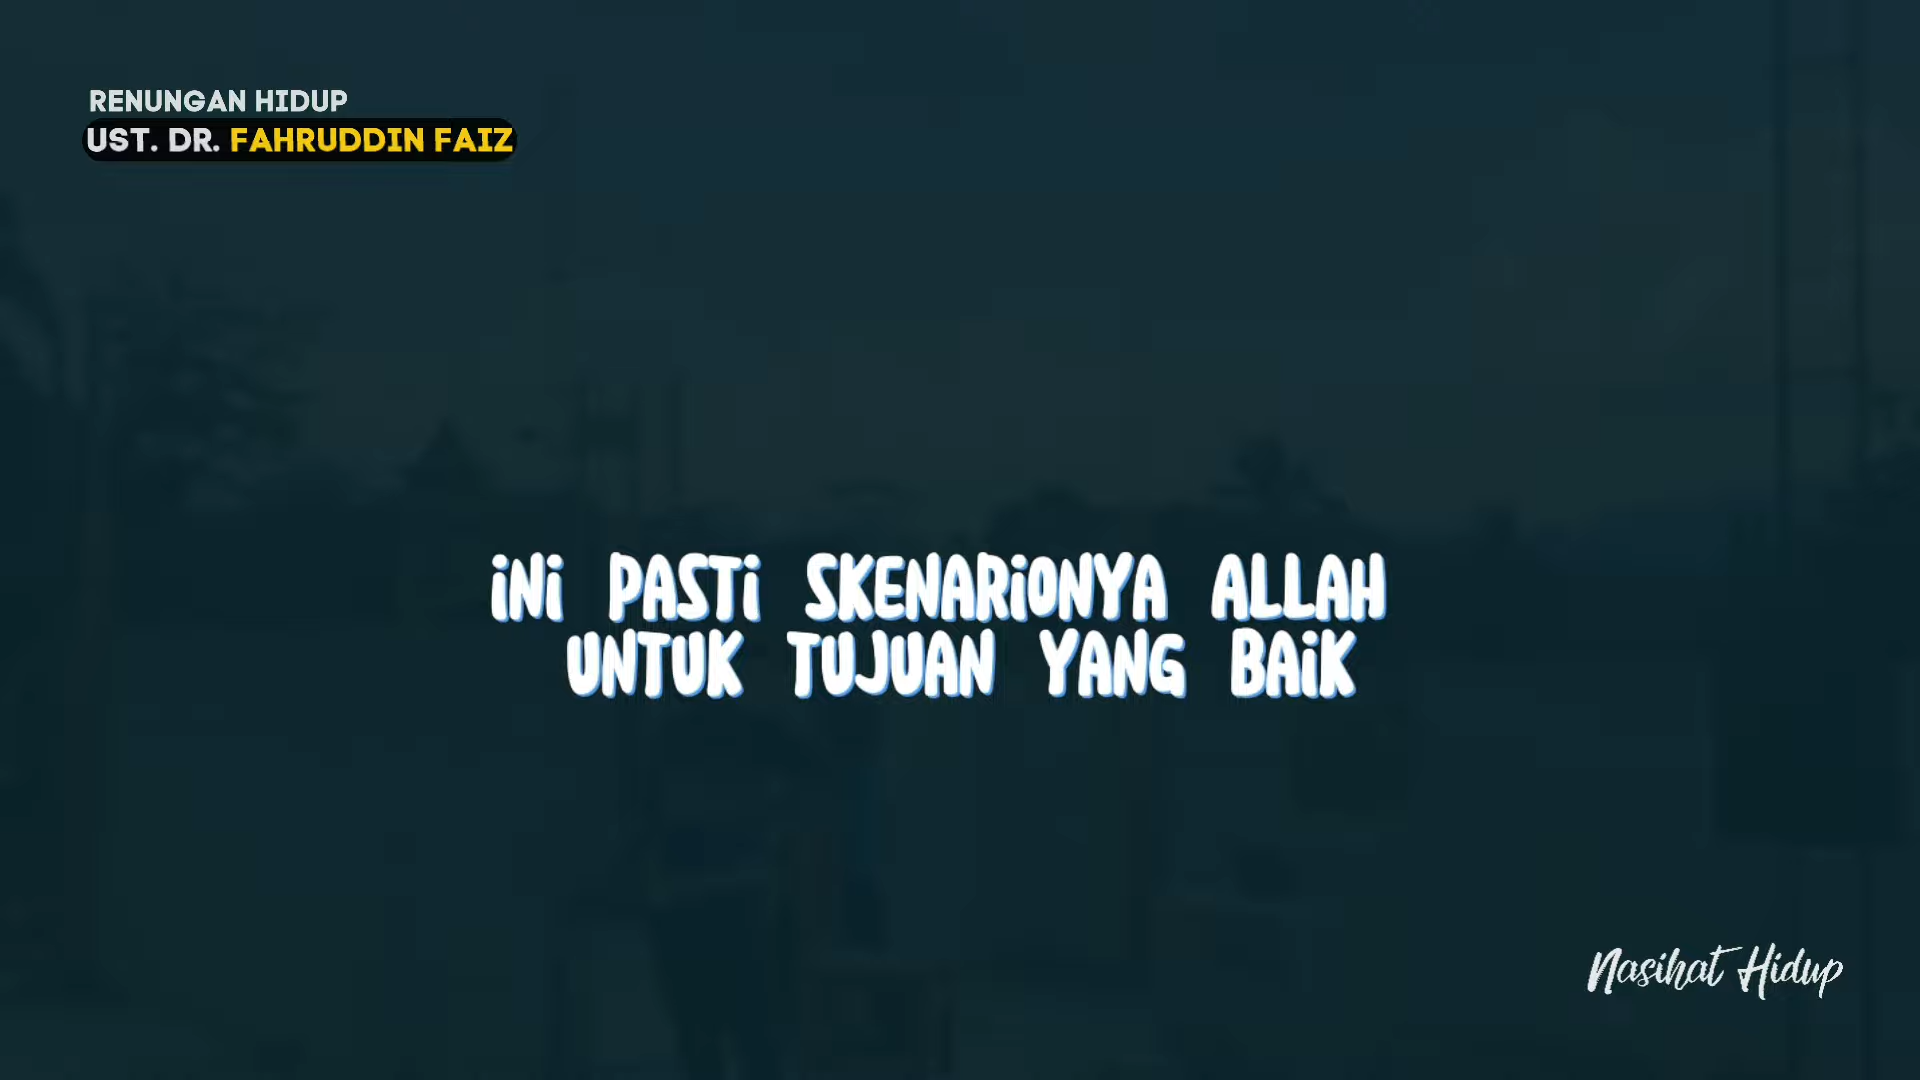 RENUNGAN HIDUP
UST. DR. FAHRUDDIN FAIZ
iNi PASTi SKENARiONYA ALLAH
UNTUK TUJUAN YANG BAiK
Nasihat Hidup